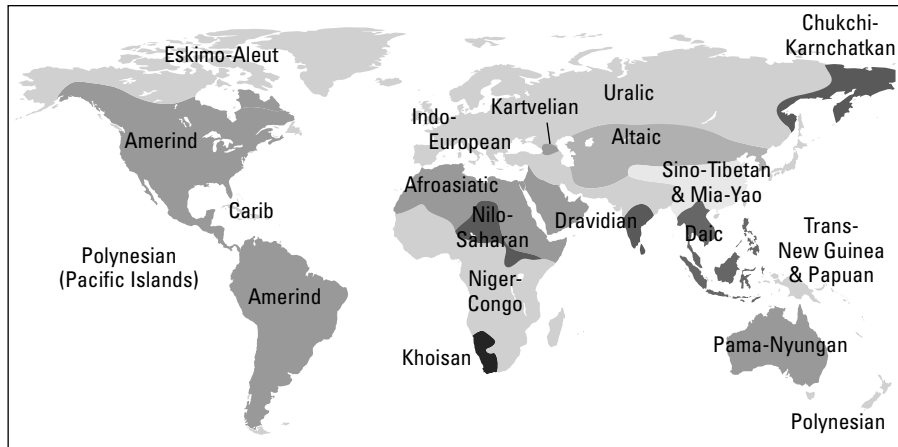 Chukchi-
Karnchatkan
Eskimo-Aleut
Kartvelian
Uralic
Indo-
European
Amerind
Altaic
Sino-Tibetan
& Mia-Yao
Afroasiatic
Carib
Nilo-
Saharan
Dravidian
Daic
Trans-
New Guinea
& Papuan
Polynesian
(Pacific Islands)
Amerind
Niger-
Congo
Khoisan
Pama-Nyungan
Polynesian